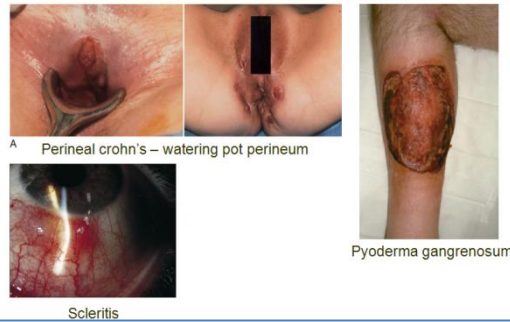 A
Perineal crohn's – watering pot perineum
Pyoderma gangrenosum
Scleritis